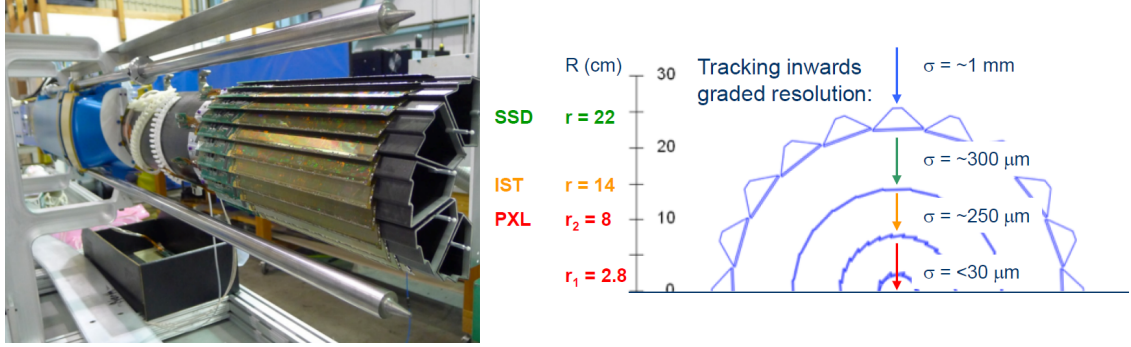 R (cm)
30
20
10
0
SSD r = 22
IST r = 14
PXL r₂ = 8
r₁ = 2.8
Tracking inwards
graded resolution:
σ = ~1 mm
σ = ~300 μm
σ = ~250 μm
σ = <30 μm